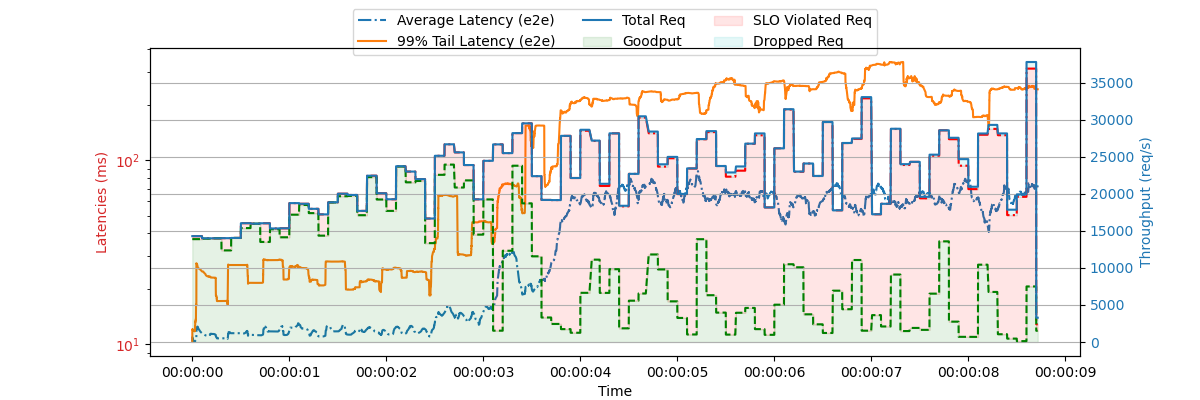 Average Latency (e2e) Total Req SLO Violated Req
99% Tail Latency (e2e) Goodput Dropped Req
Latencies (ms)
10²
10¹
35000
30000
25000
20000
15000
10000
5000
0
Throughput (req/s)
00:00:00 00:00:01 00:00:02 00:00:03 00:00:04 00:00:05 00:00:06 00:00:07 00:00:08 00:00:09
Time